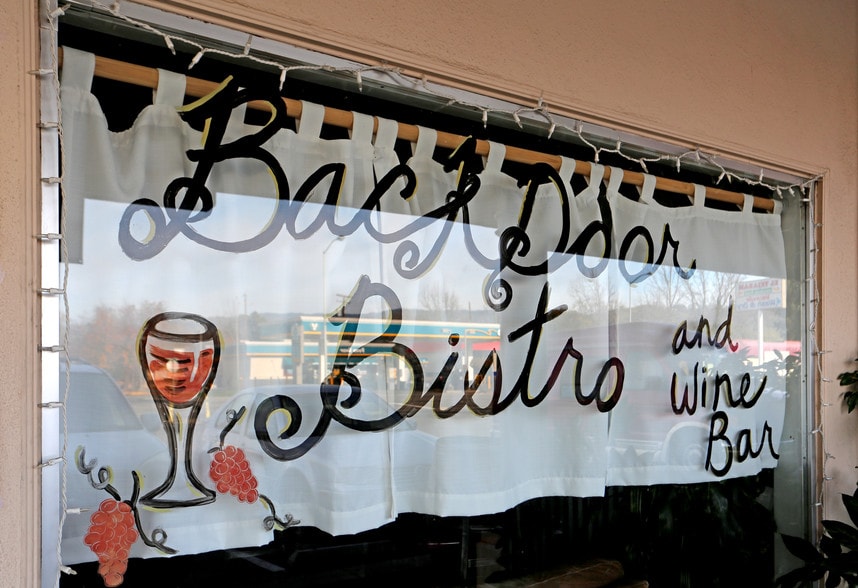 Back Door
Bistro
and
Wine
Bar